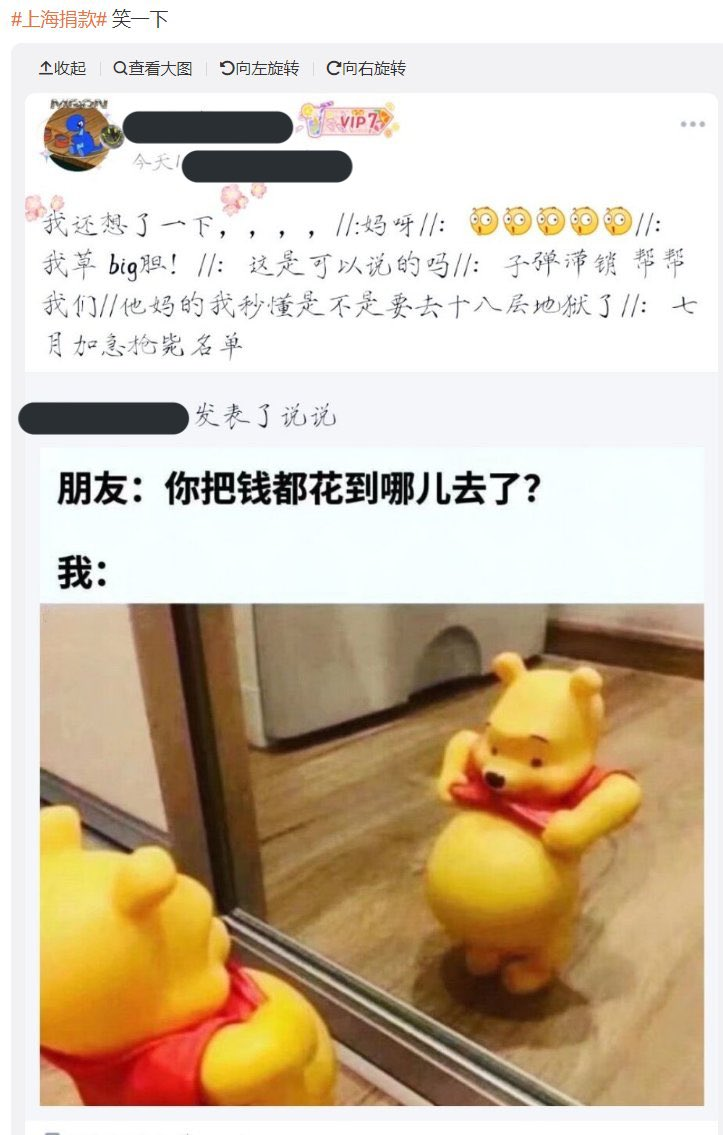 #上海捐款# 笑一下
收起 查看大图 向左旋转 向右旋转
VIP7
今天
我还想了一下，，，，//:妈呀//：//：
我草 big胆！//：这是可以说的吗//：子弹滞销 帮帮
我们//他妈的我秒懂是不是要去十八层地狱了//：七
月加急枪毙名单
发表了说说
朋友：你把钱都花到哪儿去了？
我：